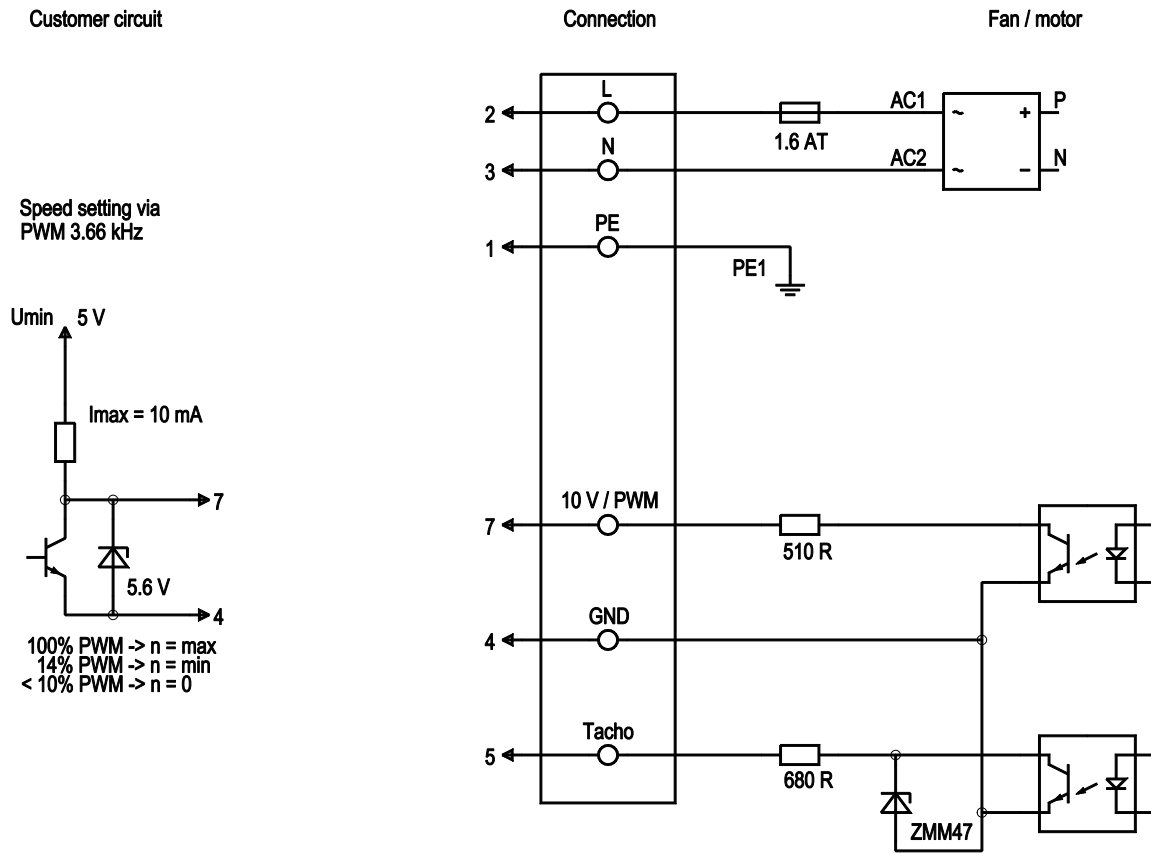 Customer circuit
Connection
Fan / motor
L
2
AC1
~
+
P
1.6 AT
N
3
AC2
~
–
N
Speed setting via
PWM 3.66 kHz
PE
1
PE1
Umin
5 V
Imax = 10 mA
7
10 V / PWM
7
510 R
5.6 V
4
GND
4
100% PWM -> n = max
14% PWM -> n = min
< 10% PWM -> n = 0
Tacho
5
680 R
ZMM47